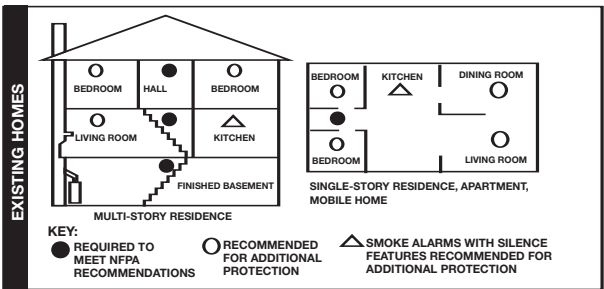 EXISTING HOMES
BEDROOM
HALL
BEDROOM
LIVING ROOM
KITCHEN
FINISHED BASEMENT
MULTI-STORY RESIDENCE
BEDROOM
KITCHEN
DINING ROOM
BEDROOM
LIVING ROOM
SINGLE-STORY RESIDENCE, APARTMENT,
MOBILE HOME
KEY:
REQUIRED TO
MEET NFPA
RECOMMENDATIONS
RECOMMENDED
FOR ADDITIONAL
PROTECTION
SMOKE ALARMS WITH SILENCE
FEATURES RECOMMENDED FOR
ADDITIONAL PROTECTION